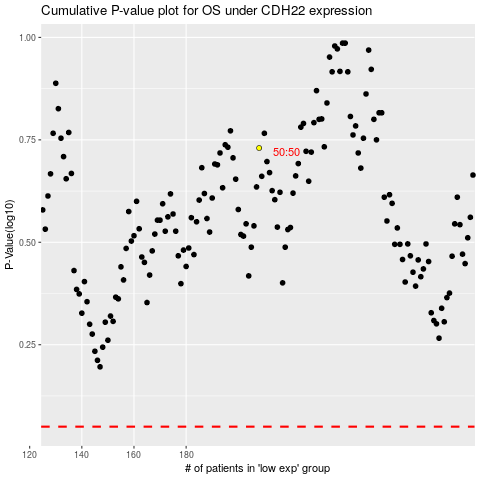 Cumulative P-value plot for OS under CDH22 expression
P-Value(log10)
1.00
0.75
0.50
0.25
50:50
120 140 160 180
# of patients in 'low exp' group